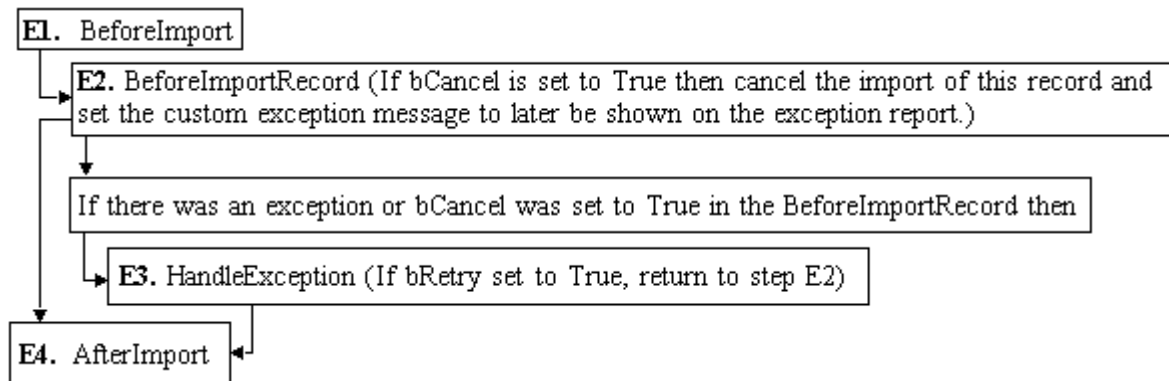 E1. BeforeImport
E2. BeforeImportRecord (If bCancel is set to True then cancel the import of this record and
set the custom exception message to later be shown on the exception report.)
If there was an exception or bCancel was set to True in the BeforeImportRecord then
E3. HandleException (If bRetry set to True, return to step E2)
E4. AfterImport